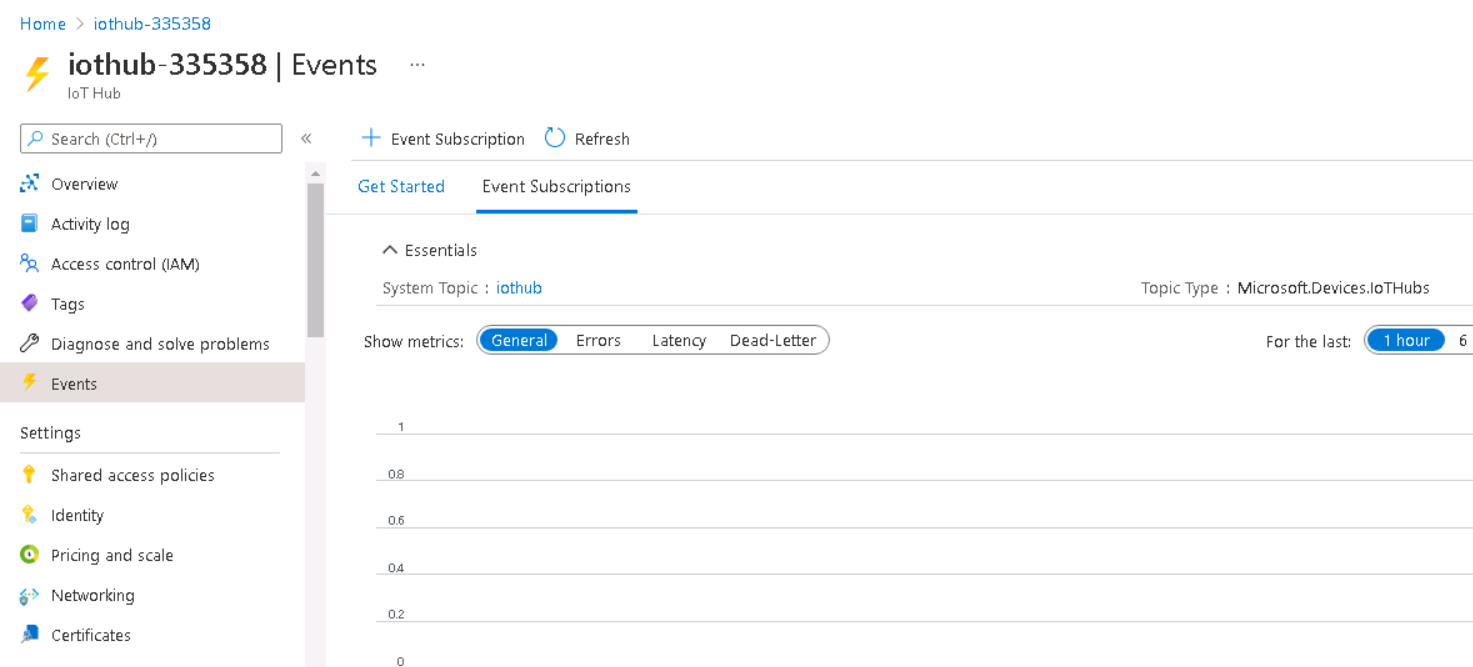 Home > iothub-335358
iothub-335358 | Events ...
IoT Hub
Search (Ctrl+/) «
Overview
Activity log
Access control (IAM)
Tags
Diagnose and solve problems
Events
Settings
Shared access policies
Identity
Pricing and scale
Networking
Certificates
+ Event Subscription Refresh
Get Started Event Subscriptions
Essentials
System Topic : iothub Topic Type : Microsoft.Devices.IoTHubs
Show metrics: General Errors Latency Dead-Letter For the last: 1 hour 6
1
0.8
0.6
0.4
0.2
0